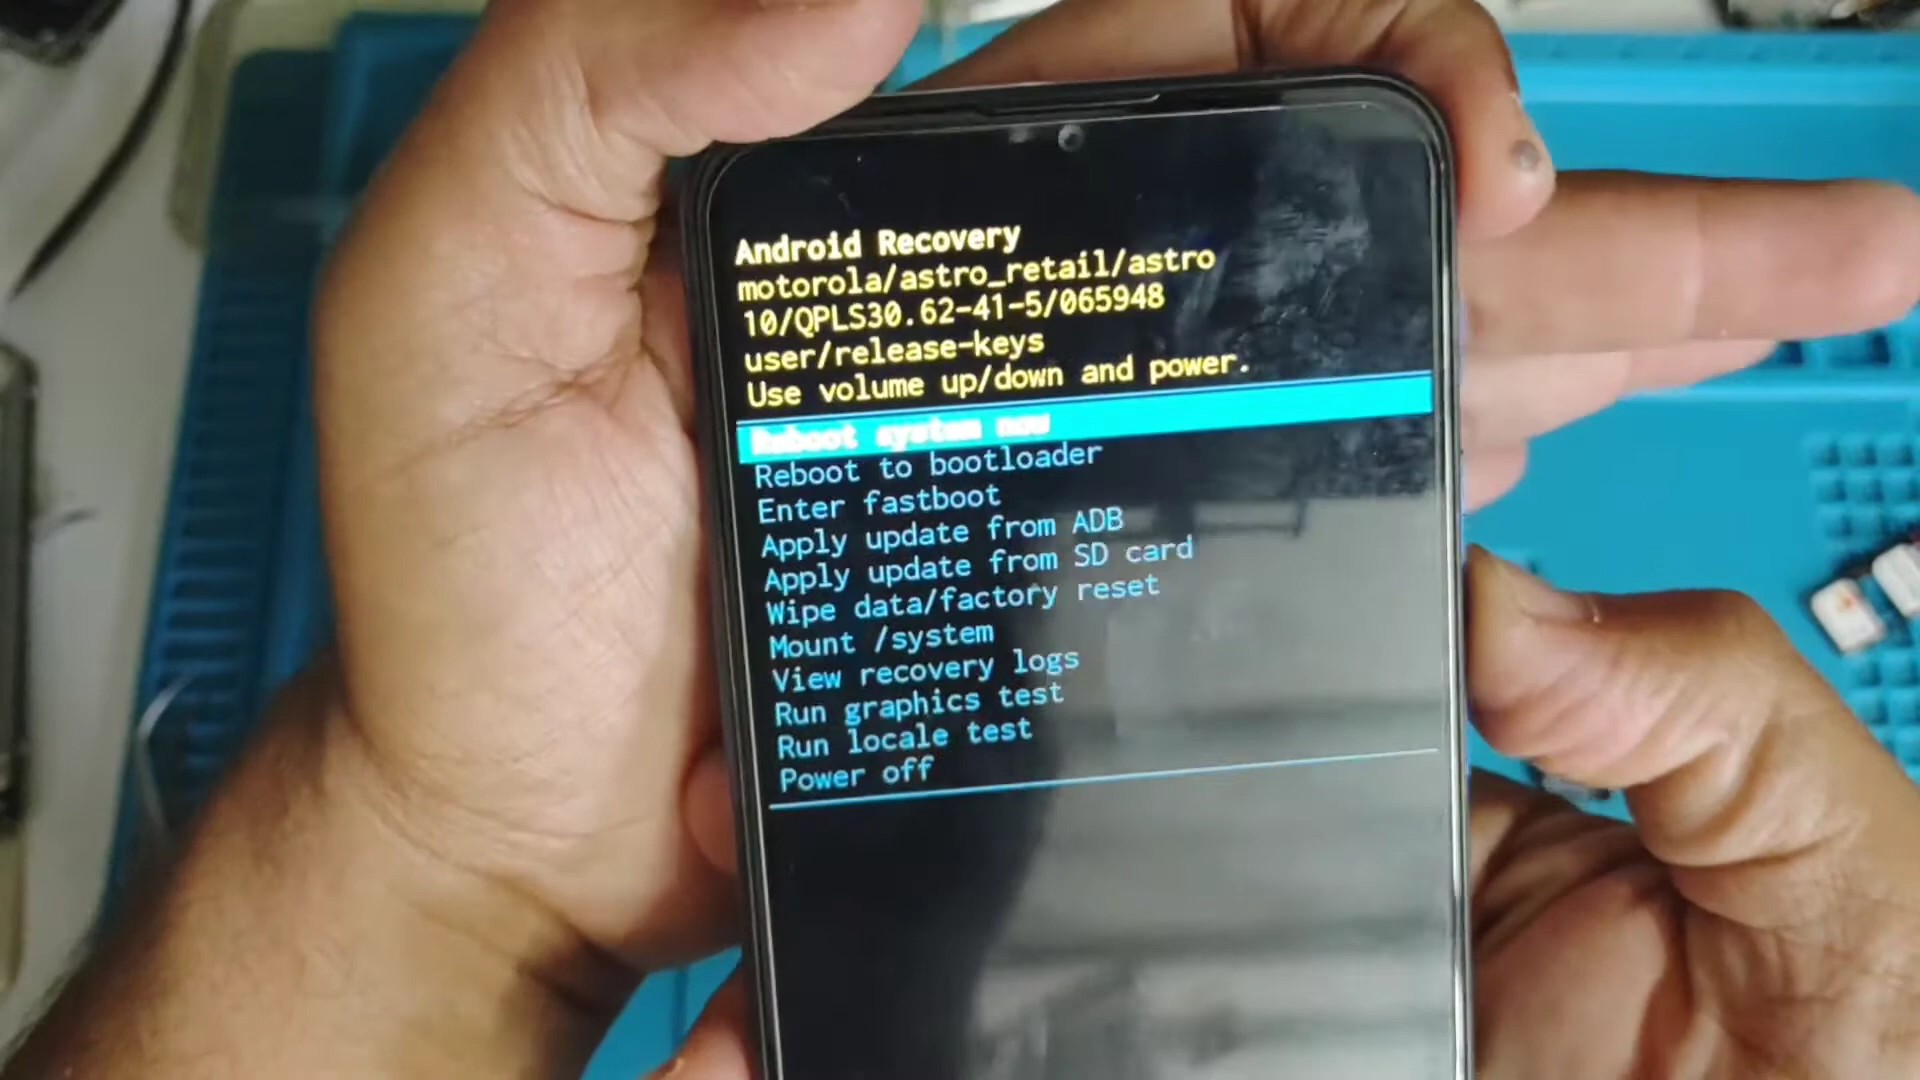 Android Recovery
motorola/astro_retail/astro
10/QPLS30.62-41-5/065948
user/release-keys
Use volume up/down and power.
Reboot system now
Reboot to bootloader
Enter fastboot
Apply update from ADB
Apply update from SD card
Wipe data/factory reset
Mount /system
View recovery logs
Run graphics test
Run locale test
Power off